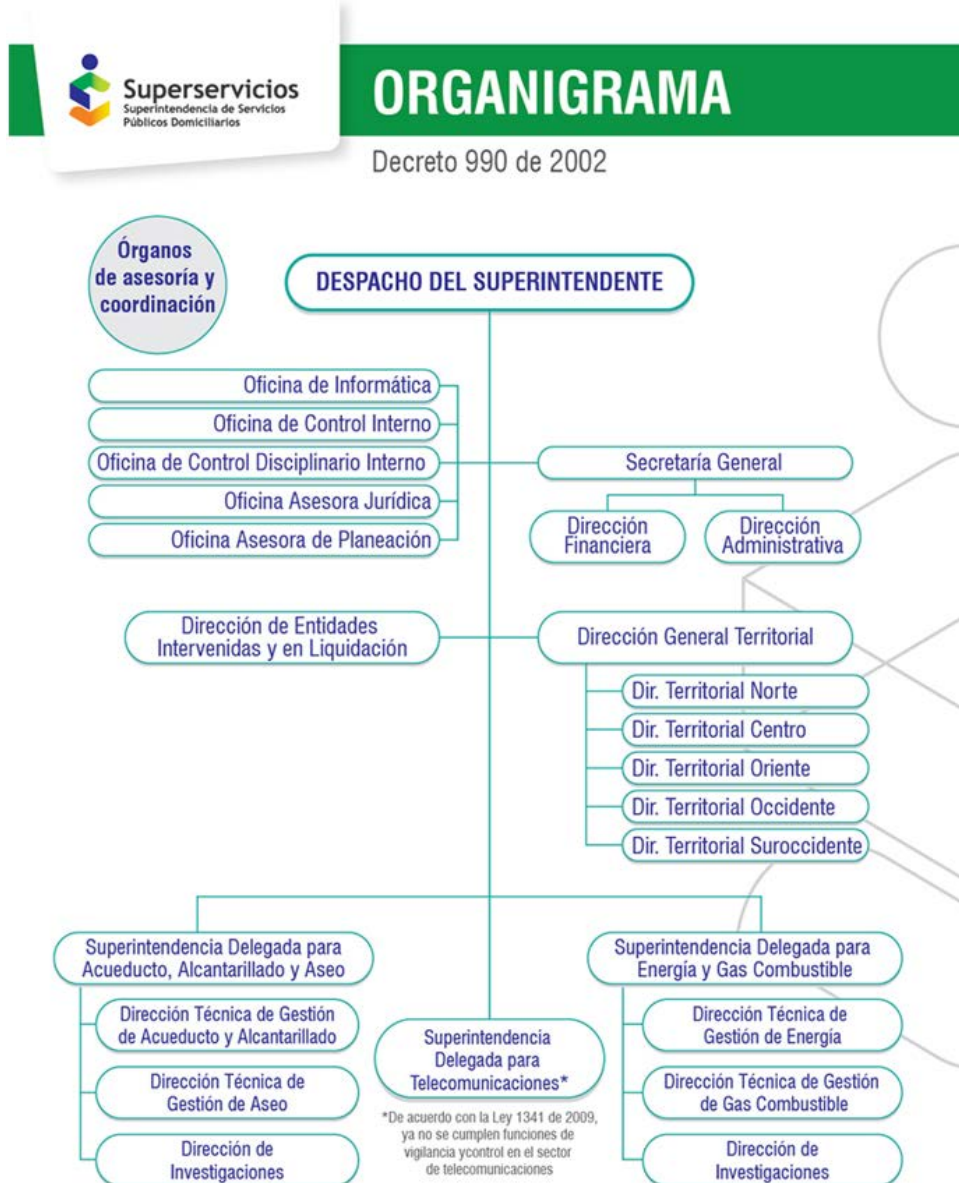 Superservicios
Superintendencia de Servicios
Públicos Domiciliarios
ORGANIGRAMA
Decreto 990 de 2002
Órganos
de asesoría y
coordinación
DESPACHO DEL SUPERINTENDENTE
Oficina de Informática
Oficina de Control Interno
Oficina de Control Disciplinario Interno
Oficina Asesora Jurídica
Oficina Asesora de Planeación
Secretaría General
Dirección
Financiera
Dirección
Administrativa
Dirección de Entidades
Intervenidas y en Liquidación
Dirección General Territorial
Dir. Territorial Norte
Dir. Territorial Centro
Dir. Territorial Oriente
Dir. Territorial Occidente
Dir. Territorial Suroccidente
Superintendencia Delegada para
Acueducto, Alcantarillado y Aseo
Dirección Técnica de Gestión
de Acueducto y Alcantarillado
Dirección Técnica de
Gestión de Aseo
Dirección de
Investigaciones
Superintendencia
Delegada para
Telecomunicaciones*
*De acuerdo con la Ley 1341 de 2009,
ya no se cumplen funciones de
vigilancia ycontrol en el sector
de telecomunicaciones
Superintendencia Delegada para
Energía y Gas Combustible
Dirección Técnica de
Gestión de Energía
Dirección Técnica de Gestión
de Gas Combustible
Dirección de
Investigaciones